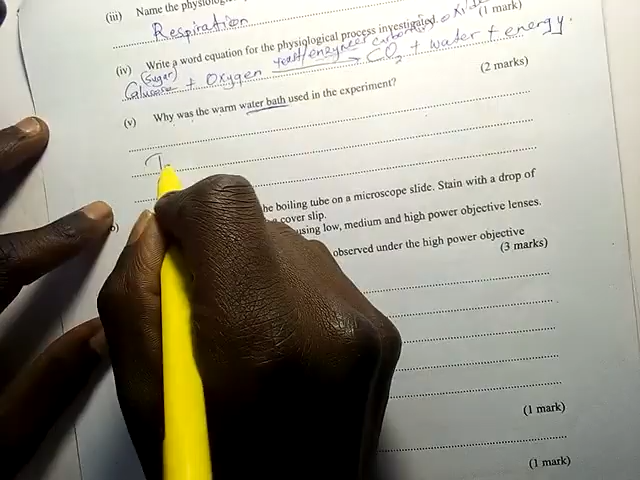 (iii) Name the physiolog
(1 mark)
Respiration
(iv) Write a word equation for the physiological process investigated.
(sugar) yeast/enzymes
Glucose + Oxygen → CO2 + water + energy.
(2 marks)
(v) Why was the warm water bath used in the experiment?
T
he boiling tube on a microscope slide. Stain with a drop of
a cover slip.
using low, medium and high power objective lenses.
observed under the high power objective
(3 marks)
(1 mark)
(1 mark)